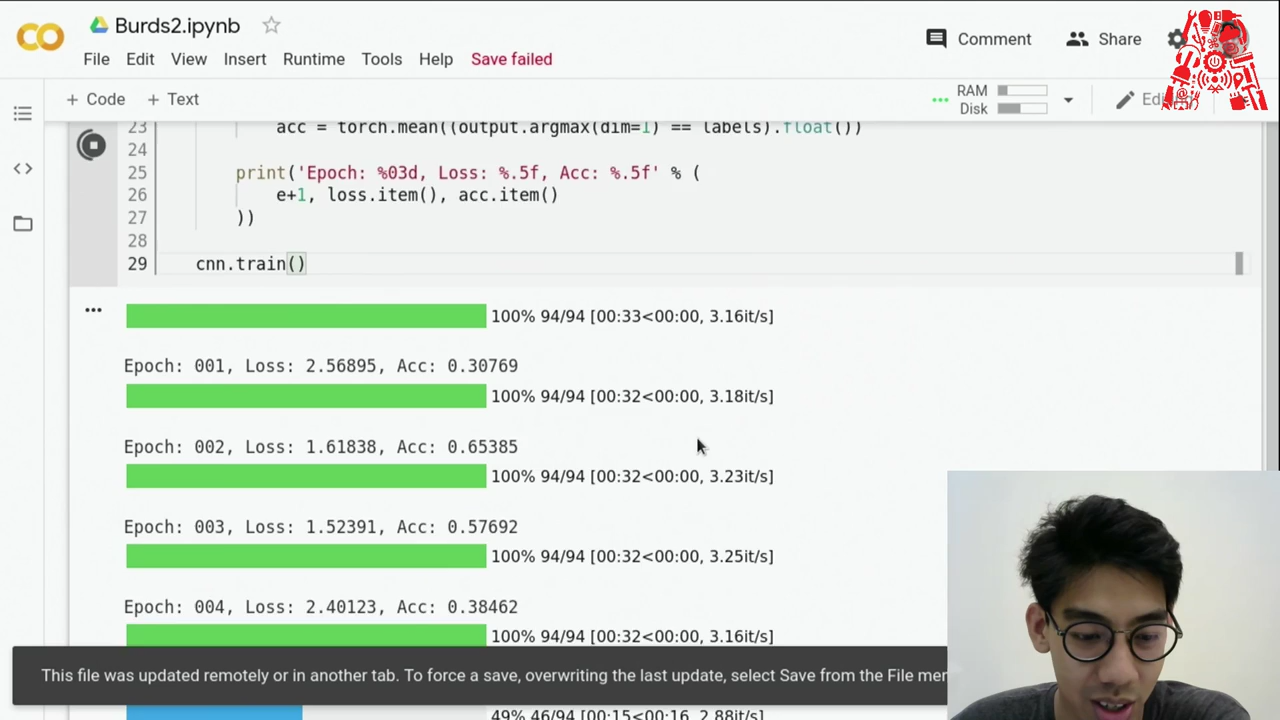 Burds2.ipynb
Comment
Share
File Edit View Insert Runtime Tools Help Save failed
+ Code + Text
RAM
Disk
23 acc = torch.mean((output.argmax(dim=1) == labels).float())
24
25 print('Epoch: %03d, Loss: %.5f, Acc: %.5f' % (
26 e+1, loss.item(), acc.item()
27 ))
28
29 cnn.train()
100% 94/94 [00:33<00:00, 3.16it/s]
Epoch: 001, Loss: 2.56895, Acc: 0.30769
100% 94/94 [00:32<00:00, 3.18it/s]
Epoch: 002, Loss: 1.61838, Acc: 0.65385
100% 94/94 [00:32<00:00, 3.23it/s]
Epoch: 003, Loss: 1.52391, Acc: 0.57692
100% 94/94 [00:32<00:00, 3.25it/s]
Epoch: 004, Loss: 2.40123, Acc: 0.38462
100% 94/94 [00:32<00:00, 3.16it/s]
This file was updated remotely or in another tab. To force a save, overwriting the last update, select Save from the File
49% 46/94 [00:15<00:16, 2.88it/s]